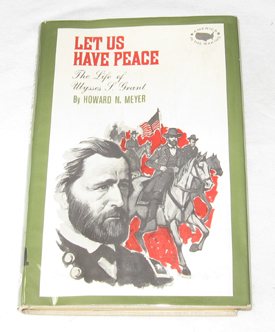 LET US
HAVE PEACE
The Life of
Ulysses S. Grant
By HOWARD N. MEYER